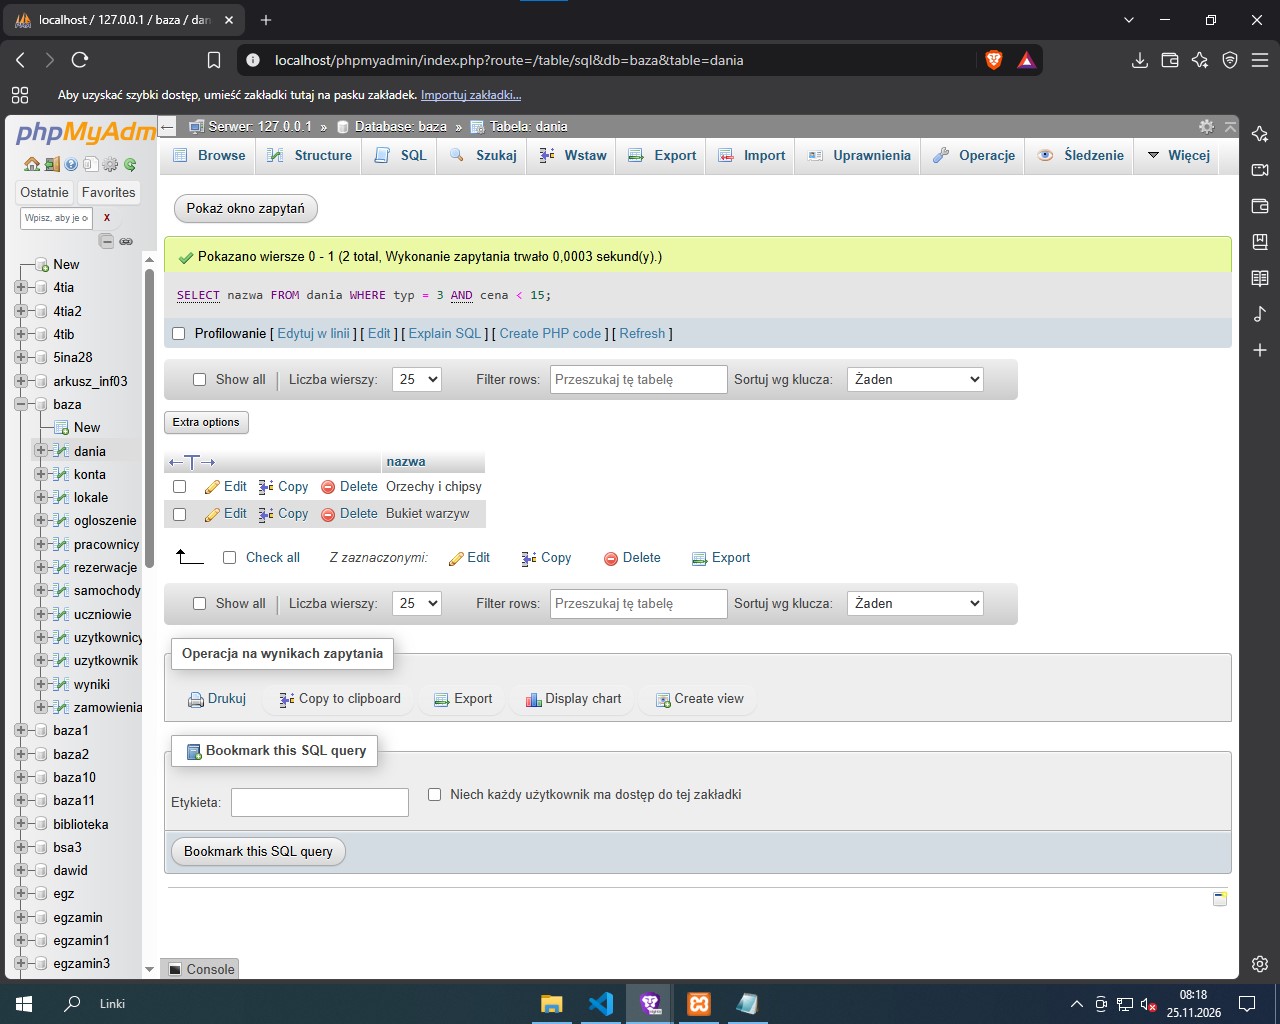 localhost / 127.0.0.1 / baza / dan
localhost/phpmyadmin/index.php?route=/table/sql&db=baza&table=dania
Aby uzyskać szybki dostęp, umieść zakładki tutaj na pasku zakładek. Importuj zakładki...
phpMyAdm
Ostatnie
Favorites
Wpisz, aby je o
X
New
4tia
4tia2
4tib
5ina28
arkusz_inf03
baza
New
dania
konta
lokale
ogloszenie
pracownicy
rezerwacje
samochody
uczniowie
uzytkownicy
uzytkownik
wyniki
zamowienia
baza1
baza2
baza10
baza11
biblioteka
bsa3
dawid
egz
egzamin
egzamin1
egzamin3
Serwer: 127.0.0.1 » Database: baza » Tabela: dania
Browse Structure SQL Szukaj Wstaw Export Import Uprawnienia Operacje Śledzenie Więcej
Pokaż okno zapytań
Pokazano wiersze 0 - 1 (2 total, Wykonanie zapytania trwało 0,0003 sekund(y).)
SELECT nazwa FROM dania WHERE typ = 3 AND cena < 15;
Profilowanie [ Edytuj w linii ] [ Edit ] [ Explain SQL ] [ Create PHP code ] [ Refresh ]
Show all | Liczba wierszy: 25 Filter rows: Przeszukaj tę tabelę Sortuj wg klucza: Żaden
Extra options
←T→ nazwa
Edit Copy Delete Orzechy i chipsy
Edit Copy Delete Bukiet warzyw
Check all Z zaznaczonymi: Edit Copy Delete Export
Show all | Liczba wierszy: 25 Filter rows: Przeszukaj tę tabelę Sortuj wg klucza: Żaden
Operacja na wynikach zapytania
Drukuj Copy to clipboard Export Display chart Create view
Bookmark this SQL query
Etykieta: Niech każdy użytkownik ma dostęp do tej zakładki
Bookmark this SQL query
Console
Linki
08:18
25.11.2026